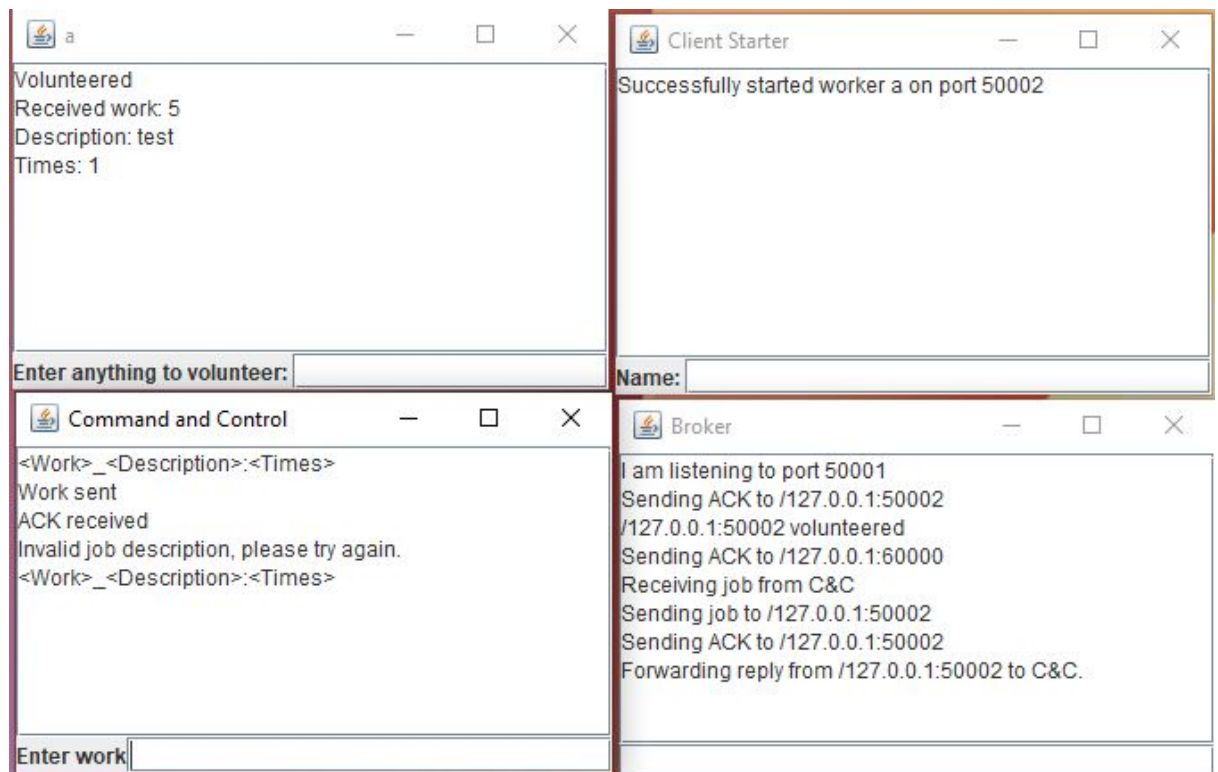 a
Volunteered
Received work: 5
Description: test
Times: 1
Enter anything to volunteer:
Client Starter
Successfully started worker a on port 50002
Name:
Command and Control
<Work>_<Description>:<Times>
Work sent
ACK received
Invalid job description, please try again.
<Work>_<Description>:<Times>
Enter work
Broker
I am listening to port 50001
Sending ACK to /127.0.0.1:50002
/127.0.0.1:50002 volunteered
Sending ACK to /127.0.0.1:60000
Receiving job from C&C
Sending job to /127.0.0.1:50002
Sending ACK to /127.0.0.1:50002
Forwarding reply from /127.0.0.1:50002 to C&C.